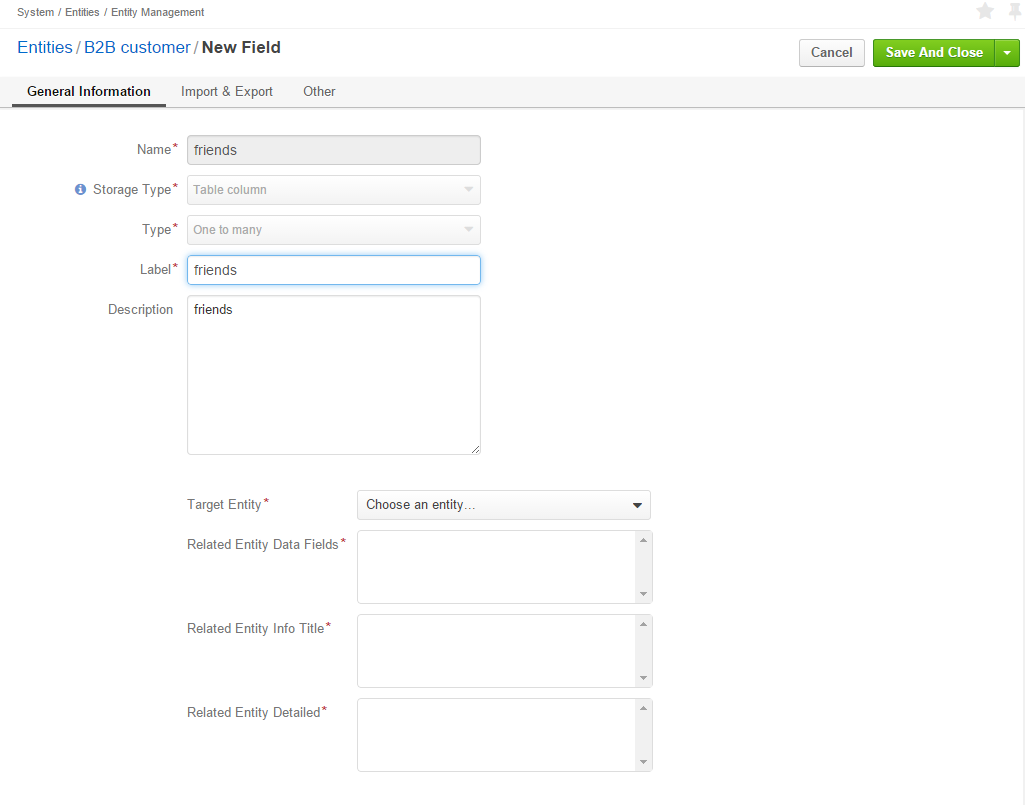 System / Entities / Entity Management
Entities / B2B customer / New Field
Cancel
Save And Close
General Information
Import & Export
Other
Name*
friends
Storage Type*
Table column
Type*
One to many
Label*
friends
Description
friends
Target Entity*
Choose an entity...
Related Entity Data Fields*
Related Entity Info Title*
Related Entity Detailed*